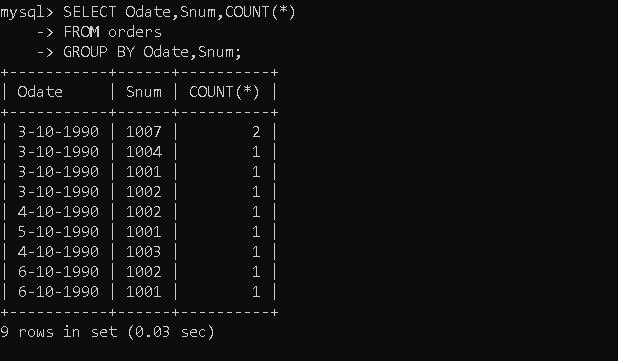 mysql> SELECT Odate,Snum,COUNT(*)
    -> FROM orders
    -> GROUP BY Odate,Snum;
+-----------+------+----------+
| Odate     | Snum | COUNT(*) |
+-----------+------+----------+
| 3-10-1990 | 1007 |        2 |
| 3-10-1990 | 1004 |        1 |
| 3-10-1990 | 1001 |        1 |
| 3-10-1990 | 1002 |        1 |
| 4-10-1990 | 1002 |        1 |
| 5-10-1990 | 1001 |        1 |
| 4-10-1990 | 1003 |        1 |
| 6-10-1990 | 1002 |        1 |
| 6-10-1990 | 1001 |        1 |
+-----------+------+----------+
9 rows in set (0.03 sec)